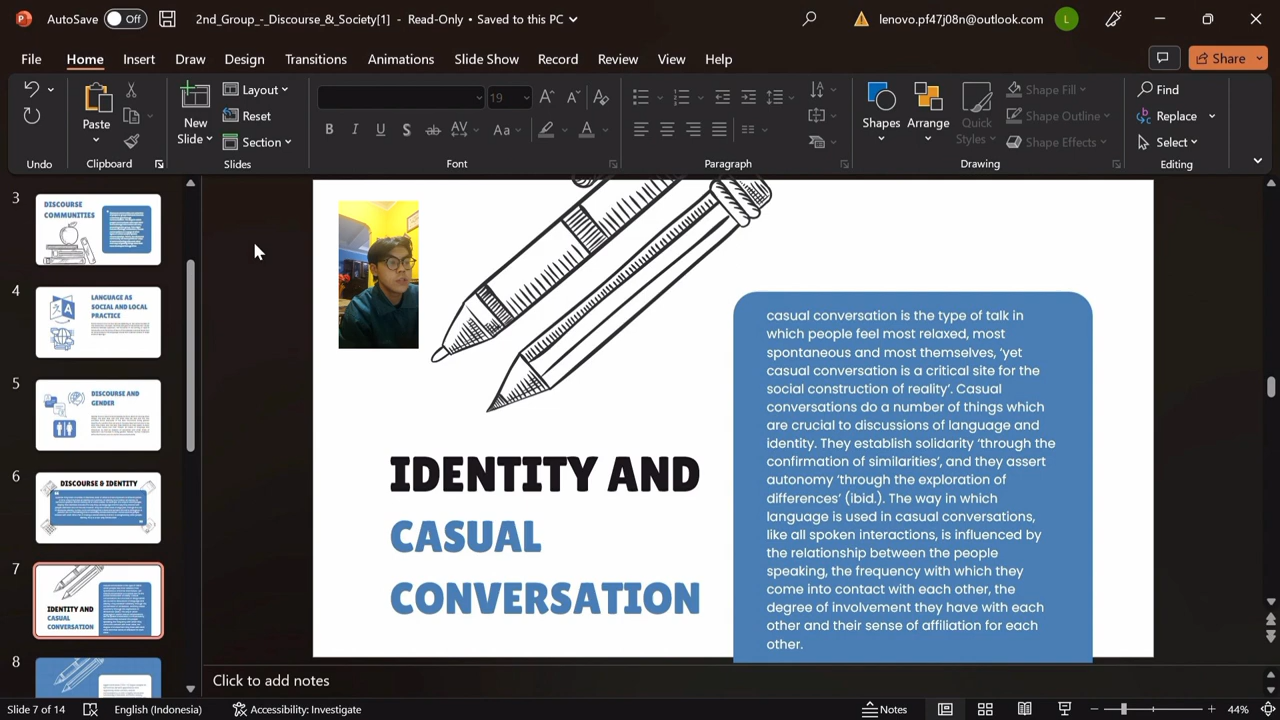 AutoSave Off 2nd_Group_-_Discourse_&_Society[1] - Read-Only • Saved to this PC lenovo.pf47j08n@outlook.com L
File Home Insert Draw Design Transitions Animations Slide Show Record Review View Help Share
Paste
New
Slide
Layout
Reset
Section
19
B I U S ab AV Aa A
Shapes
Arrange
Quick
Styles
Shape Fill
Shape Outline
Shape Effects
Find
Replace
Select
Undo Clipboard Slides Font Paragraph Drawing Editing
3
DISCOURSE
COMMUNITIES
4
LANGUAGE AS
SOCIAL AND LOCAL
PRACTICE
5
DISCOURSE AND
GENDER
6
DISCOURSE & IDENTITY
7
IDENTITY AND
CASUAL
CONVERSATION
8
IDENTITY AND
CASUAL
CONVERSATION
casual conversation is the type of talk in
which people feel most relaxed, most
spontaneous and most themselves, ‘yet
casual conversation is a critical site for the
social construction of reality’. Casual
conversations do a number of things which
are crucial to discussions of language and
identity. They establish solidarity ‘through the
confirmation of similarities’, and they assert
autonomy ‘through the exploration of
differences’ (ibid.). The way in which
language is used in casual conversations,
like all spoken interactions, is influenced by
the relationship between the people
speaking, the frequency with which they
come into contact with each other, the
degree of involvement they have with each
other and their sense of affiliation for each
other.
Click to add notes
Slide 7 of 14 English (Indonesia) Accessibility: Investigate Notes 44%